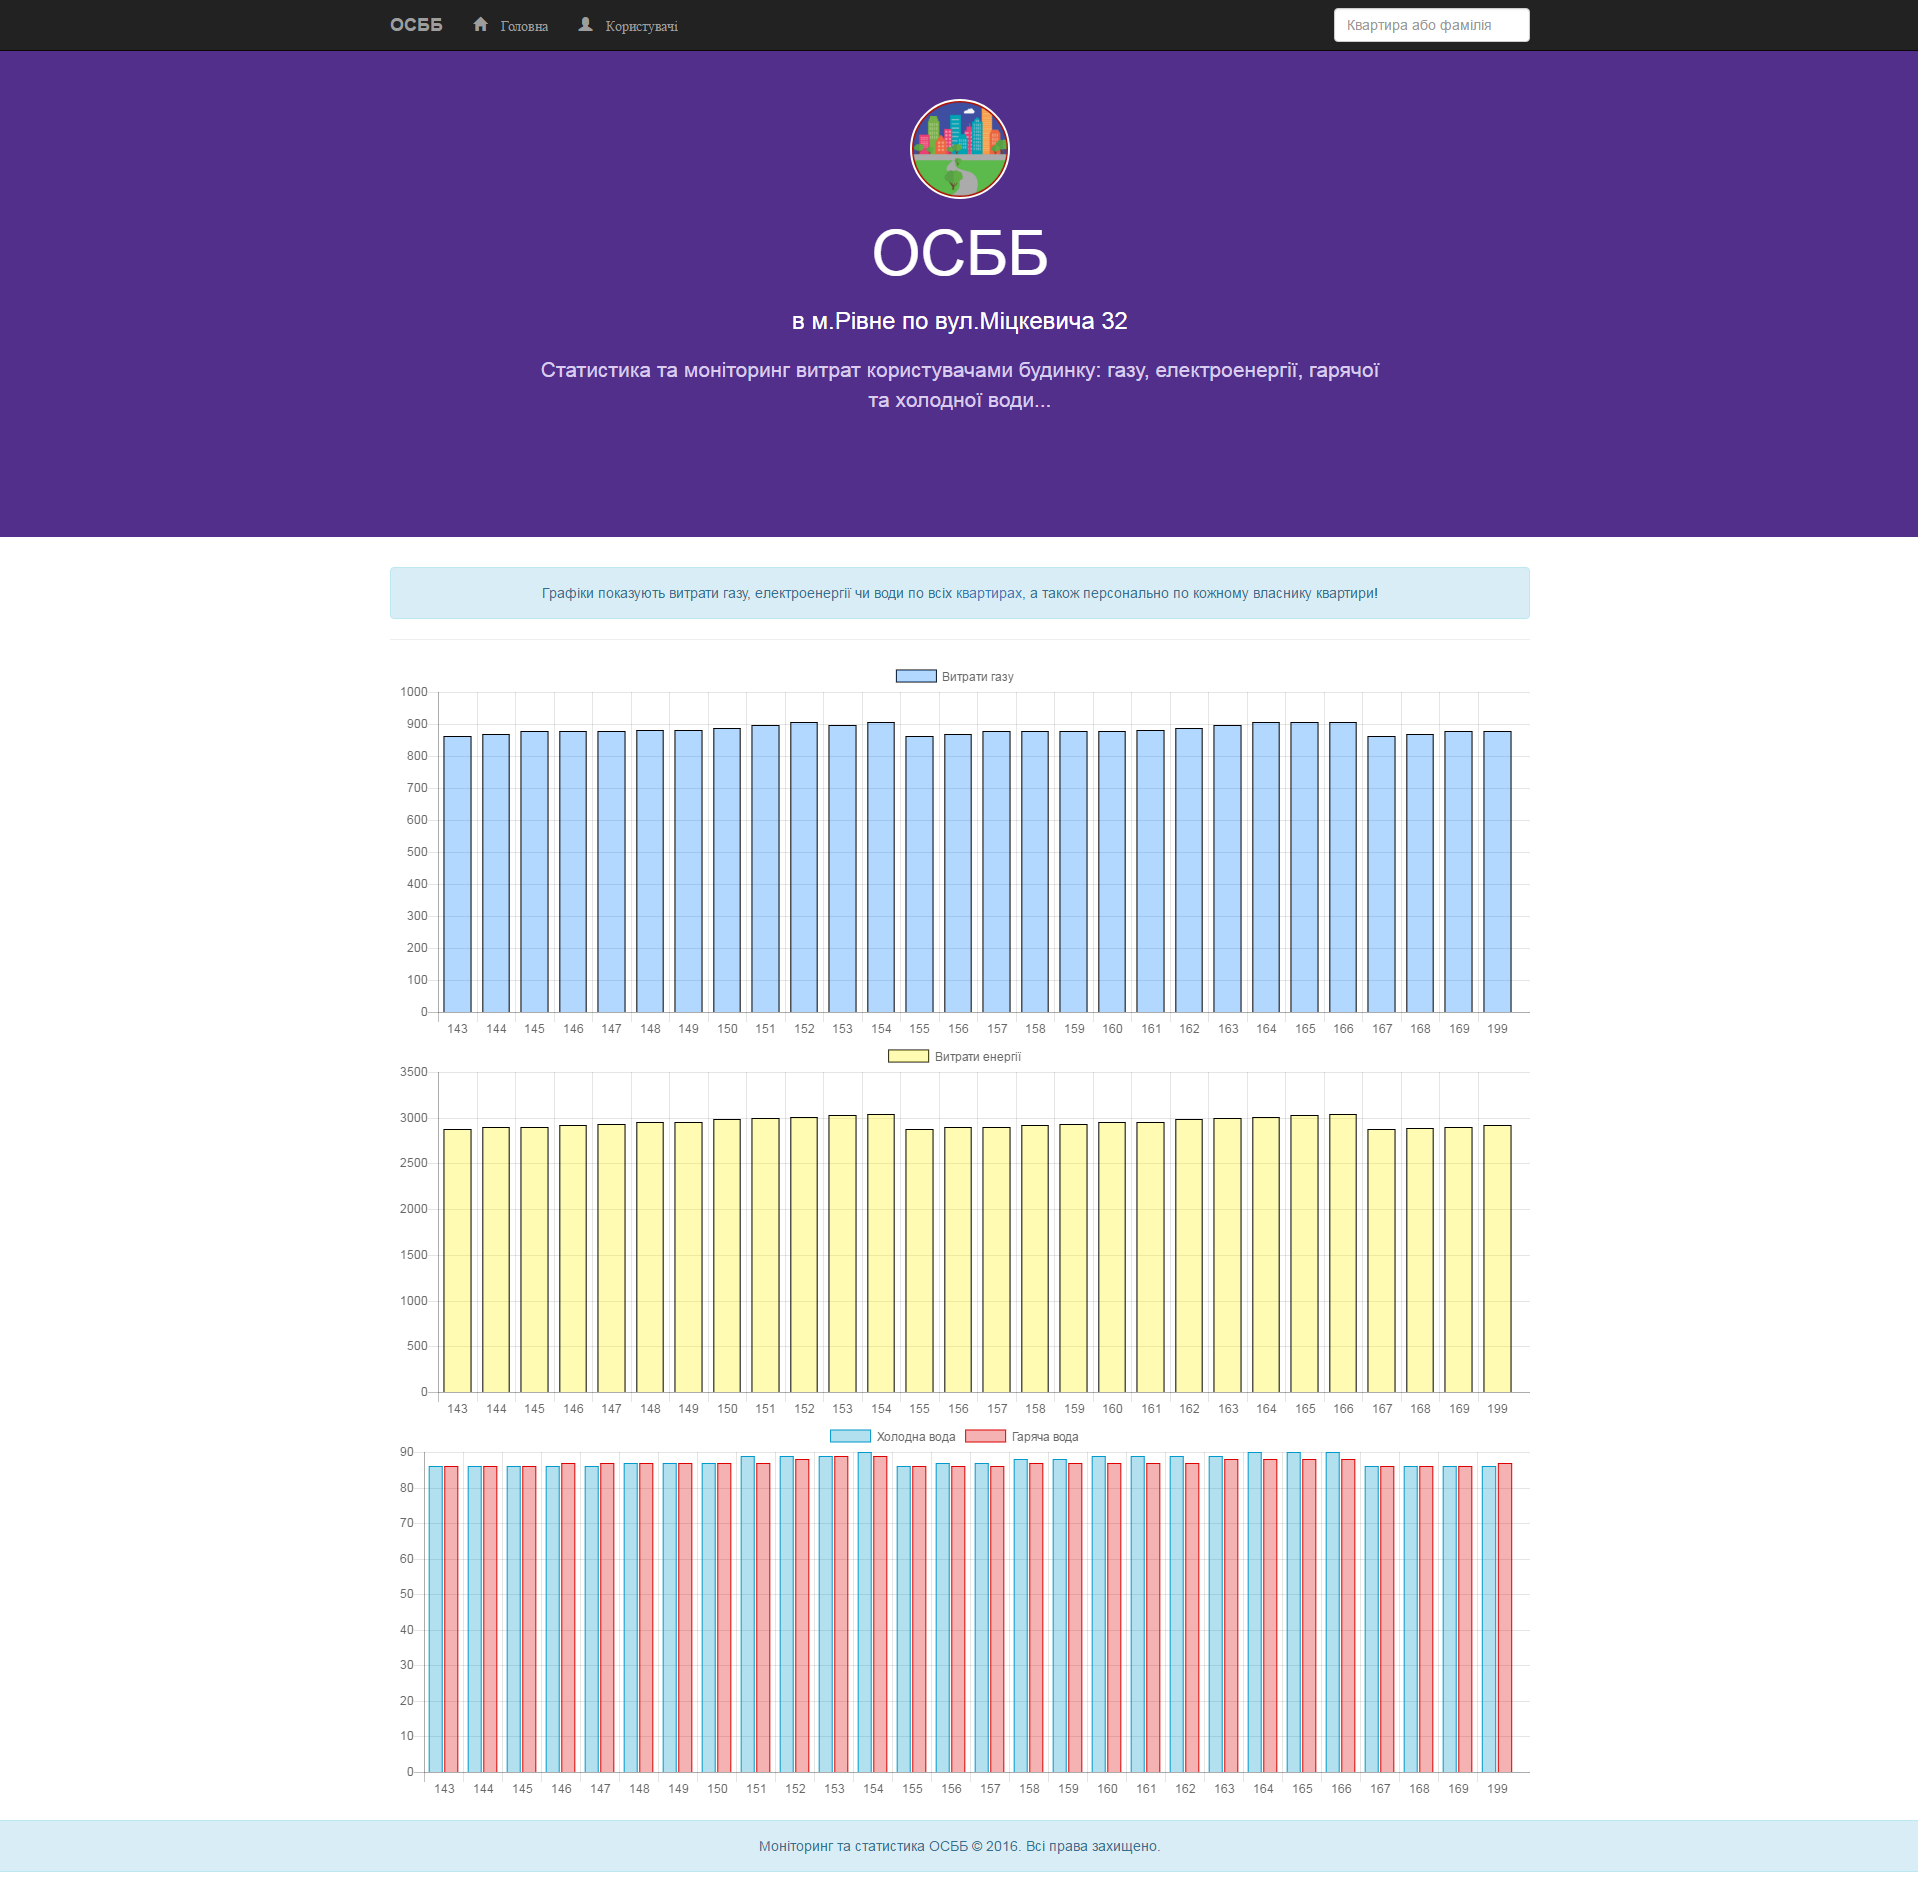 ОСББ Головна Користувачі Квартира або фамілія
ОСББ
в м.Рівне по вул.Міцкевича 32
Статистика та моніторинг витрат користувачами будинку: газу, електроенергії, гарячої
та холодної води...
Графіки показують витрати газу, електроенергії чи води по всіх квартирах, а також персонально по кожному власнику квартири!
Витрати газу
1000
900
800
700
600
500
400
300
200
100
0
143 144 145 146 147 148 149 150 151 152 153 154 155 156 157 158 159 160 161 162 163 164 165 166 167 168 169 199
Витрати енергії
3500
3000
2500
2000
1500
1000
500
0
143 144 145 146 147 148 149 150 151 152 153 154 155 156 157 158 159 160 161 162 163 164 165 166 167 168 169 199
Холодна вода Гаряча вода
90
80
70
60
50
40
30
20
10
0
143 144 145 146 147 148 149 150 151 152 153 154 155 156 157 158 159 160 161 162 163 164 165 166 167 168 169 199
Моніторинг та статистика ОСББ © 2016. Всі права захищено.